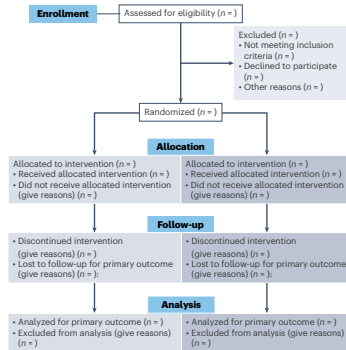 Enrollment
Assessed for eligibility (n = )
Excluded (n = )
• Not meeting inclusion
criteria (n = )
• Declined to participate
(n = )
• Other reasons (n = )
Randomized (n = )
Allocation
Allocated to intervention (n = )
• Received allocated intervention (n = )
• Did not receive allocated intervention
(give reasons) (n = )
Allocated to intervention (n = )
• Received allocated intervention (n = )
• Did not receive allocated intervention
(give reasons) (n = )
Follow-up
• Discontinued intervention
(give reasons) (n = )
• Lost to follow-up for primary outcome
(give reasons) (n = ):
• Discontinued intervention
(give reasons) (n = )
• Lost to follow-up for primary outcome
(give reasons) (n = ):
Analysis
• Analyzed for primary outcome (n = )
• Excluded from analysis (give reasons)
(n = )
• Analyzed for primary outcome (n = )
• Excluded from analysis (give reasons)
(n = )